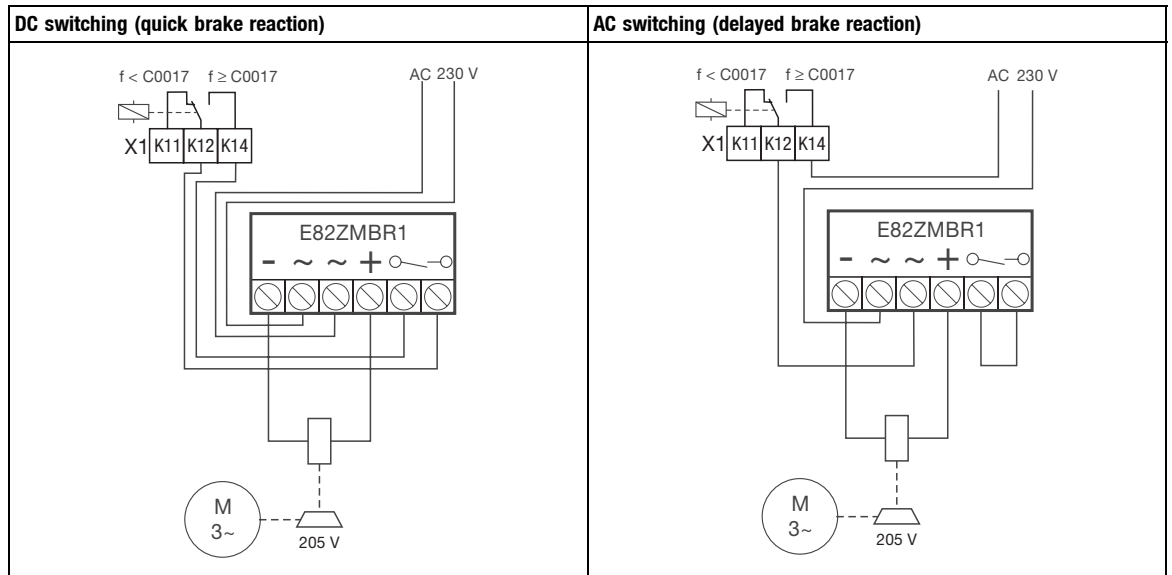 DC switching (quick brake reaction)
f < C0017 f ≥ C0017 AC 230 V
X1 K11 K12 K14
E82ZMBR1
- ~ ~ +
M
3~
205 V
AC switching (delayed brake reaction)
f < C0017 f ≥ C0017 AC 230 V
X1 K11 K12 K14
E82ZMBR1
- ~ ~ +
M
3~
205 V